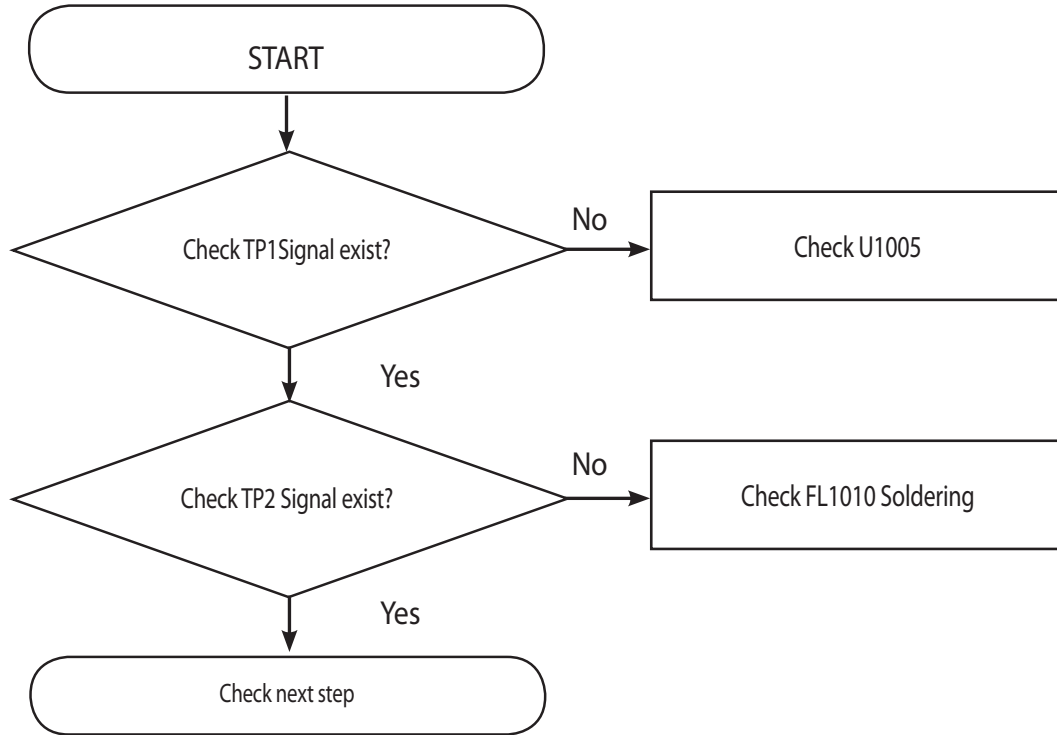 START
Check TP1Signal exist?
No
Check U1005
Yes
Check TP2 Signal exist?
No
Check FL1010 Soldering
Yes
Check next step